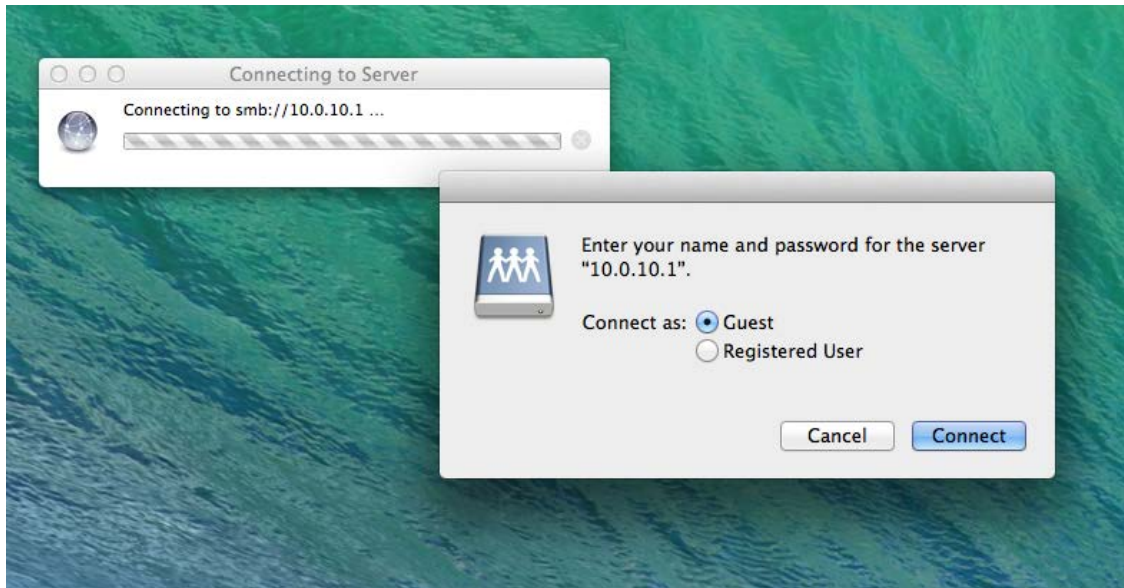 Connecting to Server
Connecting to smb://10.0.10.1 ...
Enter your name and password for the server
"10.0.10.1".
Connect as: Guest
Registered User
Cancel Connect